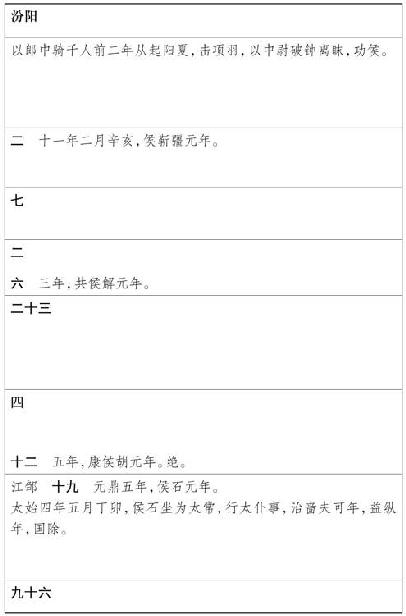 汾阳
以郎中骑千人前二年从起阳夏,击项羽,以中尉破钟离眛,功侯。
二 十一年二月辛亥,侯靳疆元年。
七
二
六 三年,共侯解元年。
二十三
四
十二 五年,康侯胡元年。绝。
江邹 十九 元鼎五年,侯石元年。
太始四年五月丁卯,侯石坐为太常,行太仆事,治啬夫可年,益纵
年,国除。
九十六